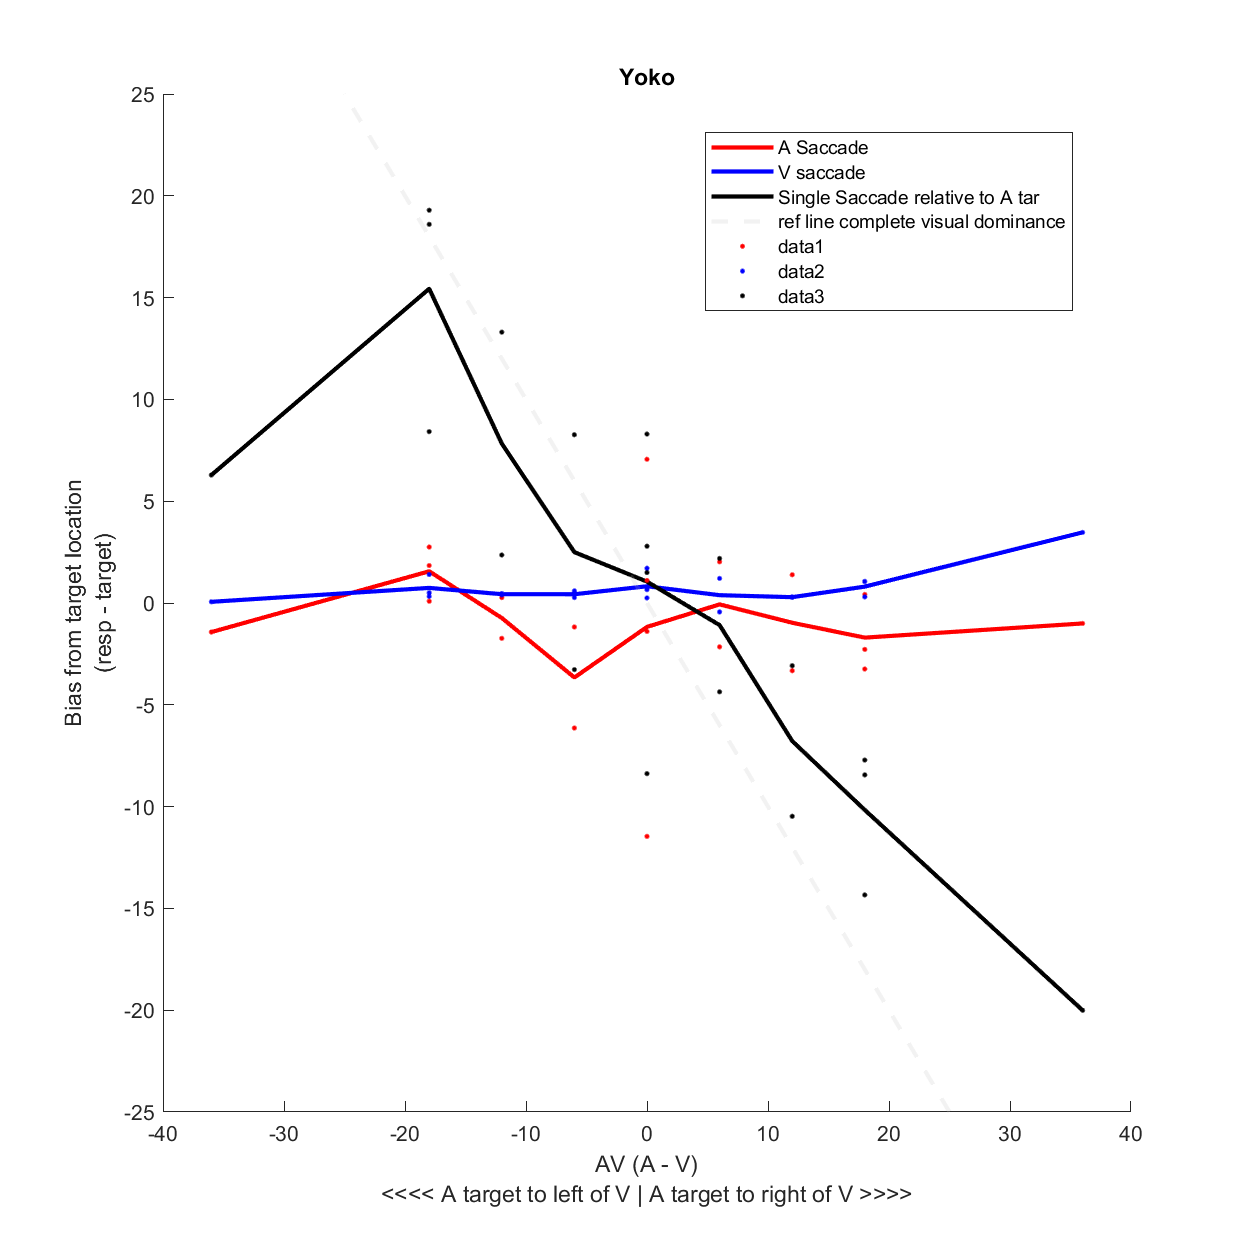 Yoko
25
20
15
10
5
0
-5
-10
-15
-20
-25
Bias from target location
(resp - target)
A Saccade
V saccade
Single Saccade relative to A tar
ref line complete visual dominance
data1
data2
data3
-40
-30
-20
-10
0
10
20
30
40
AV (A - V)
<<<< A target to left of V | A target to right of V >>>>